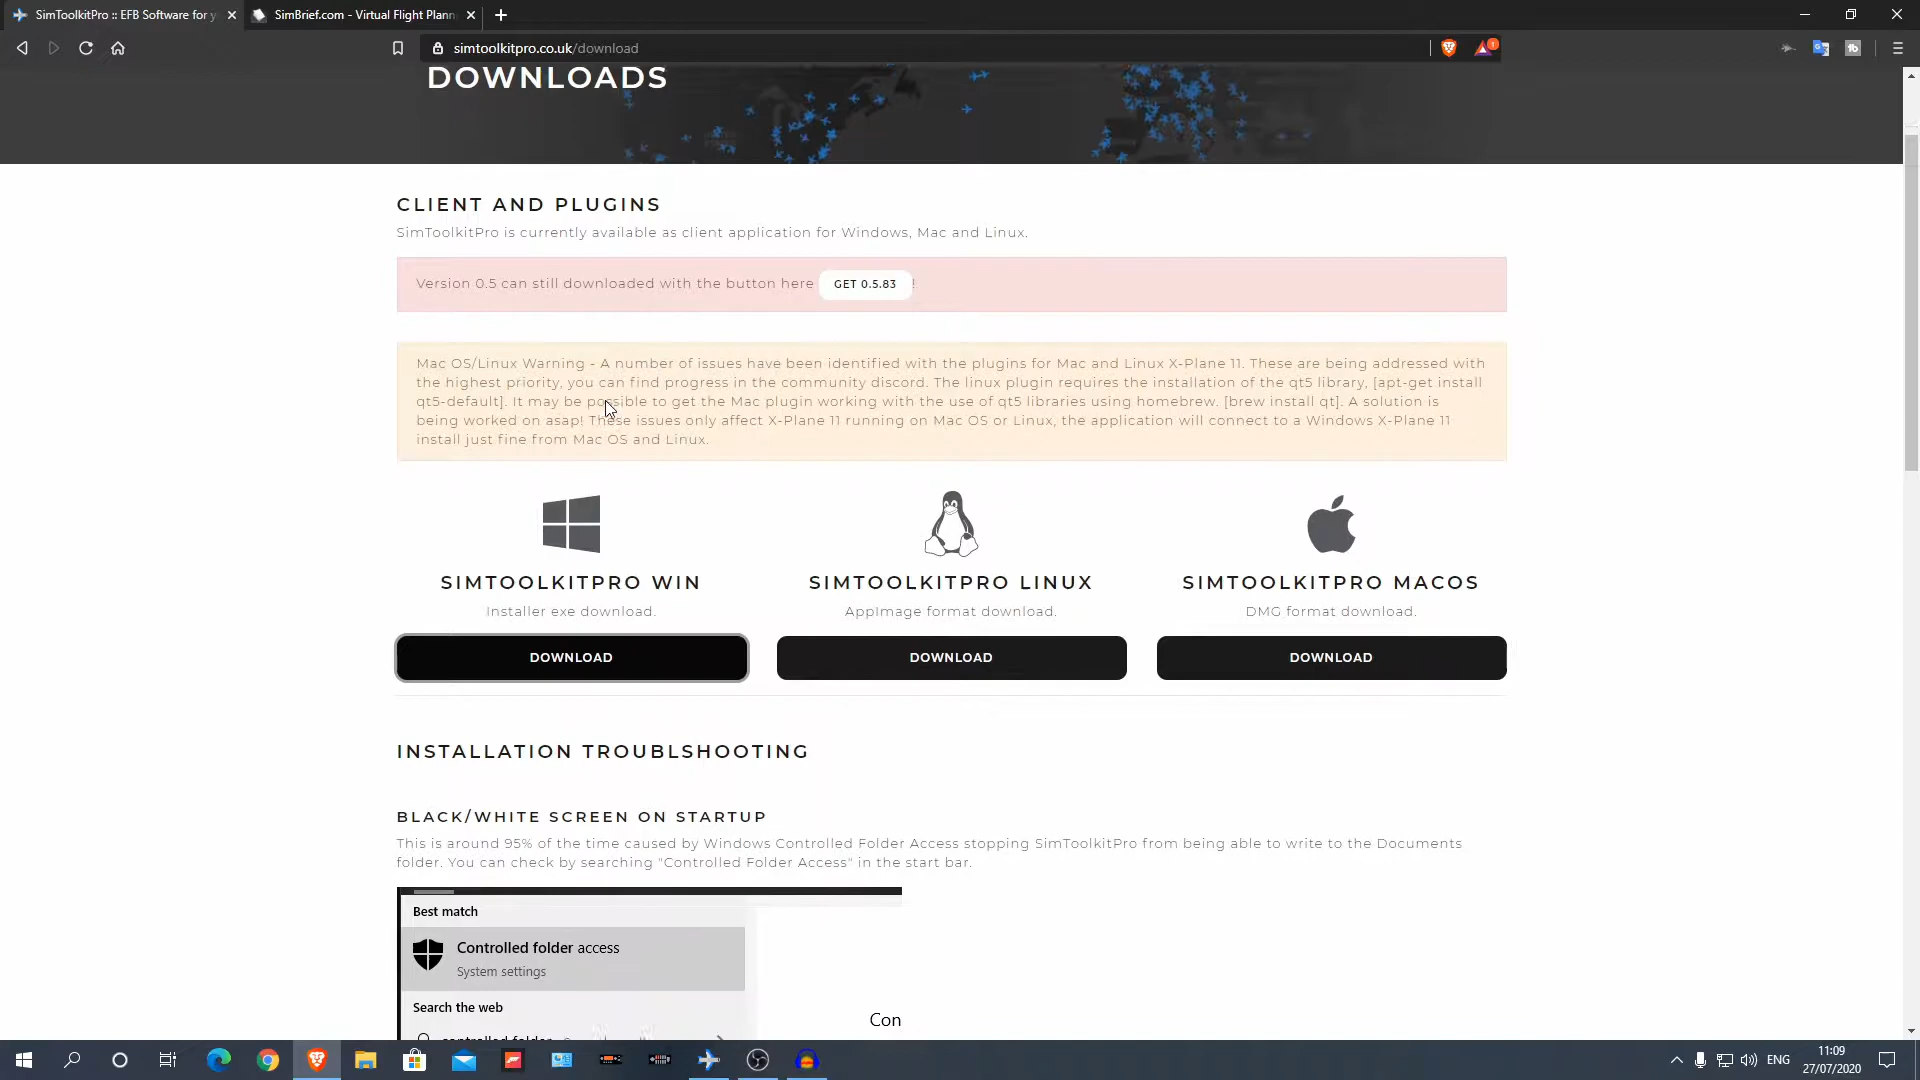 SimToolkitPro :: EFB Software for y
SimBrief.com - Virtual Flight Plann
simtoolkitpro.co.uk/download
1
DOWNLOADS
CLIENT AND PLUGINS
SimToolkitPro is currently available as client application for Windows, Mac and Linux.
Version 0.5 can still downloaded with the button here GET 0.5.83 !
Mac OS/Linux Warning - A number of issues have been identified with the plugins for Mac and Linux X-Plane 11. These are being addressed with
the highest priority, you can find progress in the community discord. The linux plugin requires the installation of the qt5 library, [apt-get install
qt5-default]. It may be possible to get the Mac plugin working with the use of qt5 libraries using homebrew. [brew install qt]. A solution is
being worked on asap! These issues only affect X-Plane 11 running on Mac OS or Linux, the application will connect to a Windows X-Plane 11
install just fine from Mac OS and Linux.
SIMTOOLKITPRO WIN
Installer exe download.
DOWNLOAD
SIMTOOLKITPRO LINUX
AppImage format download.
DOWNLOAD
SIMTOOLKITPRO MACOS
DMG format download.
DOWNLOAD
INSTALLATION TROUBLSHOOTING
BLACK/WHITE SCREEN ON STARTUP
This is around 95% of the time caused by Windows Controlled Folder Access stopping SimToolkitPro from being able to write to the Documents
folder. You can check by searching "Controlled Folder Access" in the start bar.
Best match
Controlled folder access
System settings
Search the web
Con
ENG
11:09
27/07/2020